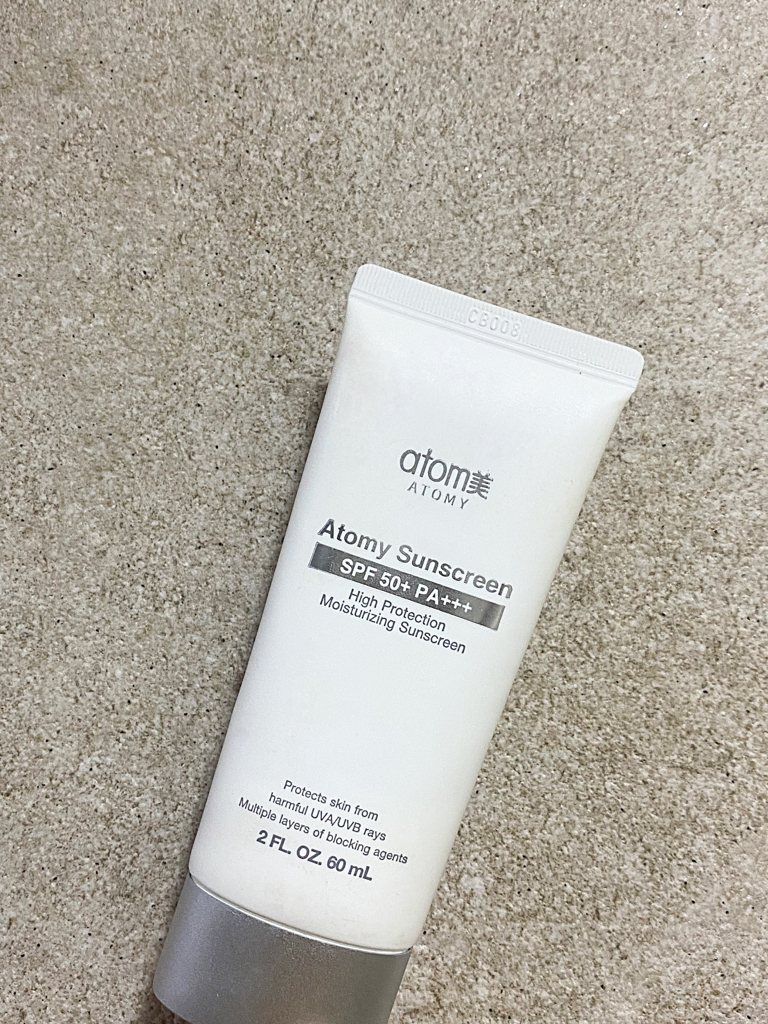 CB008
atom美
ATOMY
Atomy Sunscreen
SPF 50+ PA+++
High Protection
Moisturizing Sunscreen
Protects skin from
harmful UVA/UVB rays
Multiple layers of blocking agents
2 FL. OZ. 60 mL